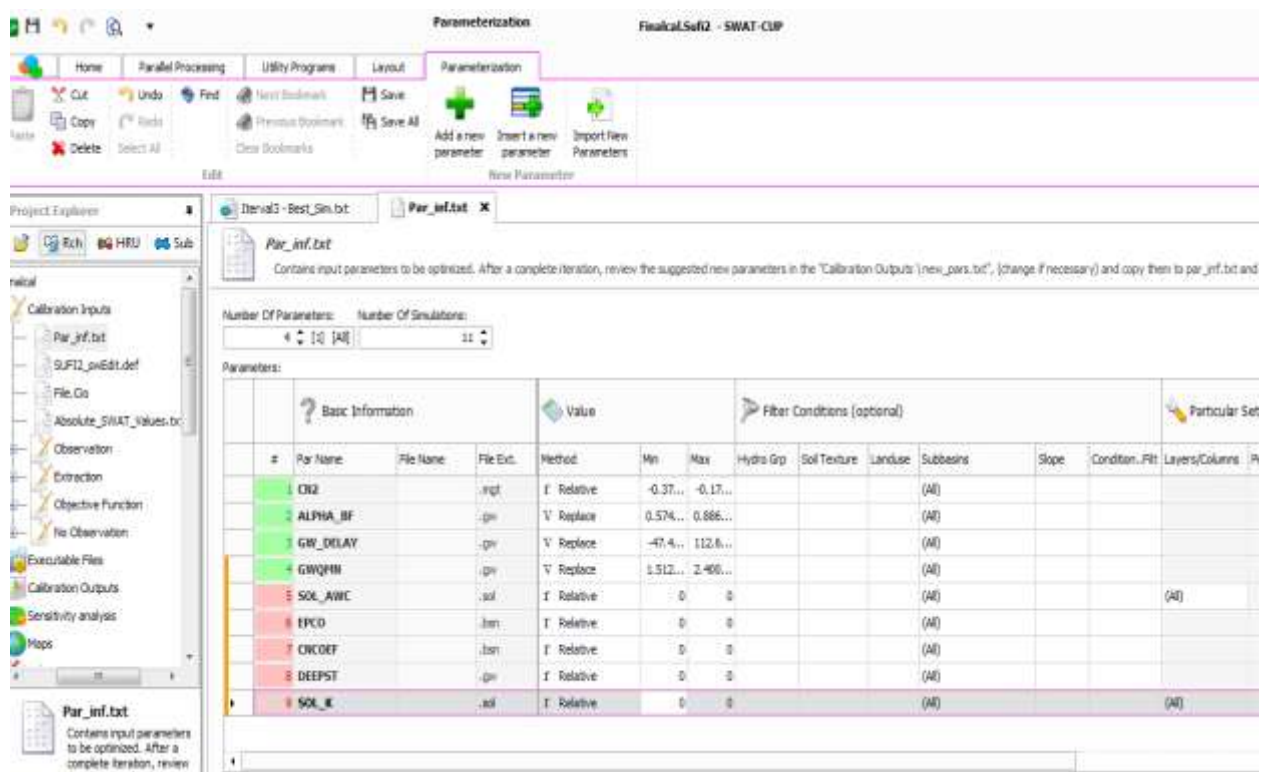 Parameterization Finalcal.Sufi2 - SWAT-CUP
Home Parallel Processing Utility Programs Layout Parameterization
Paste Cut Copy Delete
Undo Redo Select All
Find
Next Bookmark Previous Bookmark Clear Bookmarks
Save Save All
Add a new parameter Insert a new parameter Import New Parameters
Edit New Parameter
Project Explorer
Iterval3 - Best_Sim.txt Par_inf.txt
Rch HRU Sub
Par_inf.txt
Contains input parameters to be optimized. After a complete iteration, review the suggested new parameters in the "Calibration Outputs \new_pars.txt", (change if necessary) and copy them to par_inf.txt and
Calibration Inputs
Par_inf.txt
File.Cio
Absolute_SWAT_Values.tx
Observation
Extraction
Objective Function
No Observation
Executable Files
Calibration Outputs
Sensitivity analysis
Maps
Number Of Parameters: Number Of Simulations:
4 [1] [All] 11
Parameters:
Basic Information Value Filter Conditions (optional) Particular Set
# Par Name File Name File Ext. Method Min Max Hydro Grp Soil Texture Landuse Subbasins Slope Condition..Filt Layers/Columns
1 CN2 .mgt r Relative -0.37... -0.17... (All)
2 ALPHA_BF .gw V Replace 0.574... 0.886... (All)
3 GW_DELAY .gw V Replace -47.4... 112.6... (All)
4 GWQMN .gw V Replace 1.512... 2.400... (All)
5 SOL_AWC .sol r Relative 0 0 (All) (All)
6 EPCO .bsn r Relative 0 0 (All)
7 CNCOEF .bsn r Relative 0 0 (All)
8 DEEPST .gw r Relative 0 0 (All)
9 SOL_K .sol r Relative 0 0 (All) (All)
Par_inf.txt
Contains input parameters
to be optimized. After a
complete iteration, review